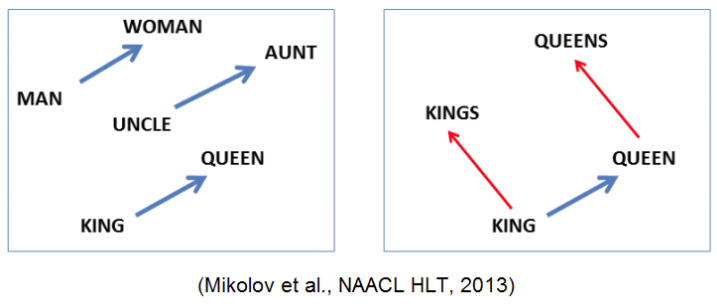 WOMAN
AUNT
MAN
UNCLE
QUEEN
KING
QUEENS
KINGS
QUEEN
KING
(Mikolov et al., NAACL HLT, 2013)